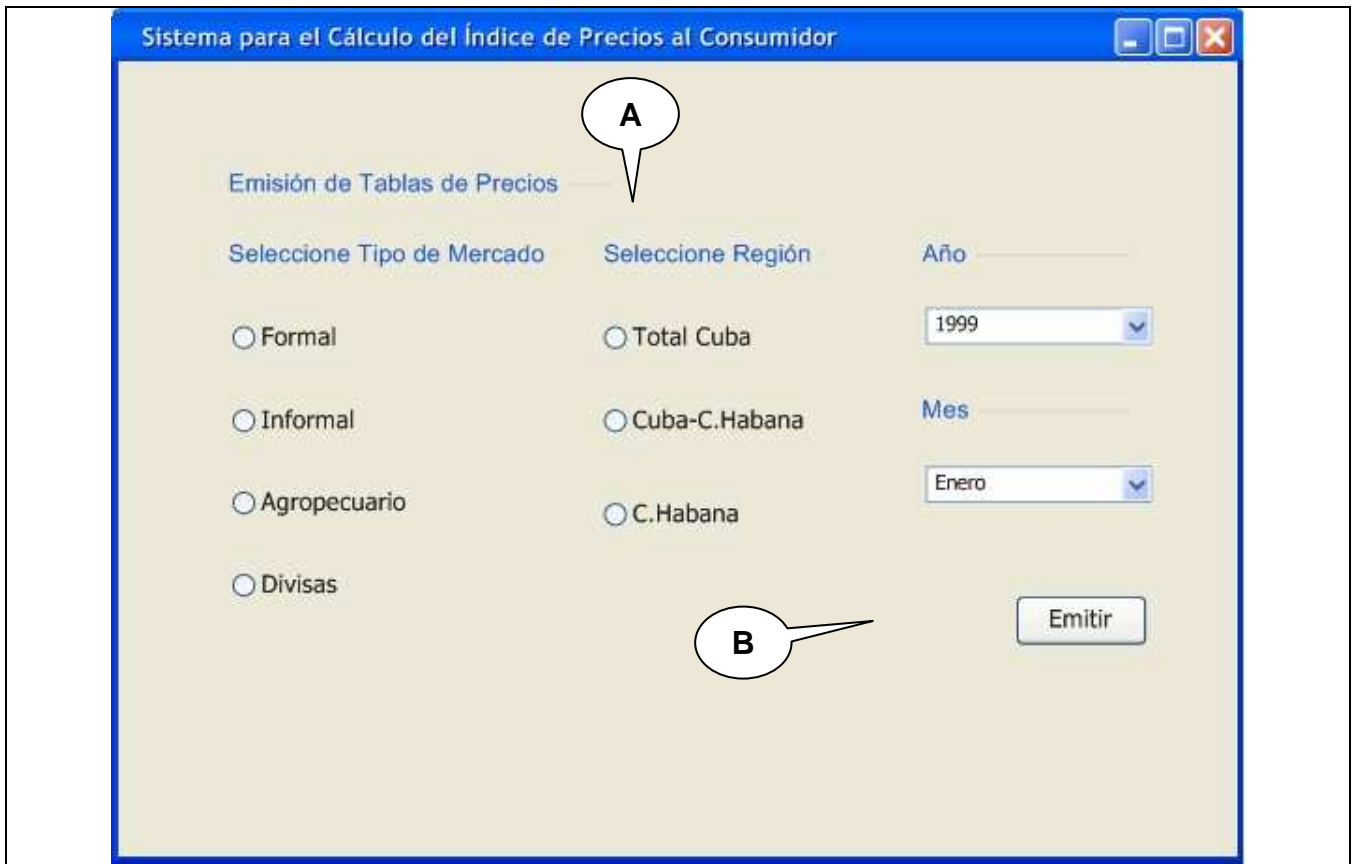 Sistema para el Cálculo del Índice de Precios al Consumidor
A
Emisión de Tablas de Precios
Seleccione Tipo de Mercado
Seleccione Región
Año
Formal
Total Cuba
1999
Informal
Cuba-C.Habana
Mes
Agropecuario
C.Habana
Enero
Divisas
B
Emitir